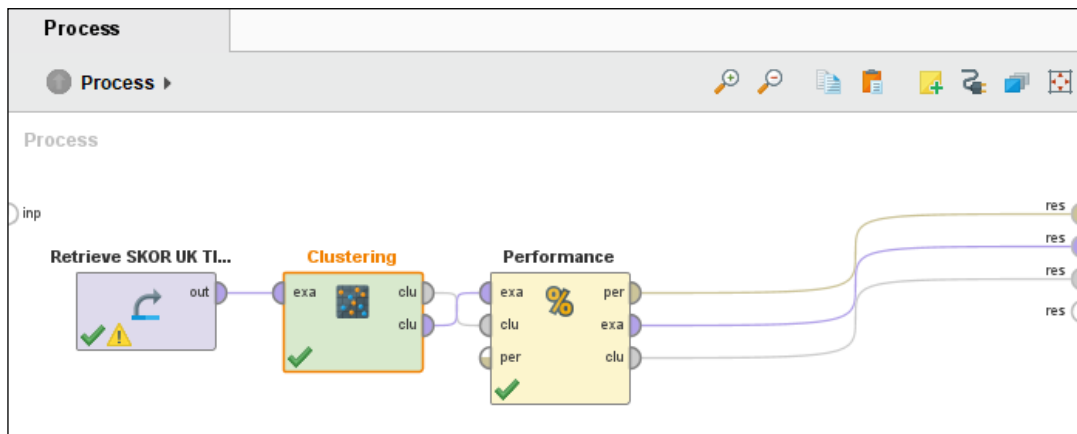 Process
Process
Process
inp
res
res
res
res
Retrieve SKOR UK TI...
out
Clustering
exa
clu
clu
Performance
exa
clu
per
%
per
exa
clu